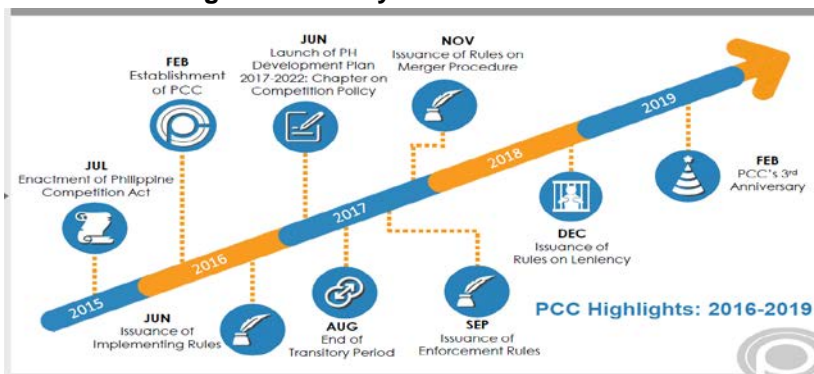 JUN
Launch of PH
Development Plan
2017-2022: Chapter on
Competition Policy
NOV
Issuance of Rules on
Merger Procedure
FEB
Establishment
of PCC
JUL
Enactment of Philippine
Competition Act
2015
2016
2017
2018
2019
FEB
PCC's 3rd
Anniversary
DEC
Issuance of
Rules on Leniency
JUN
Issuance of
Implementing Rules
AUG
End of
Transitory Period
SEP
Issuance of
Enforcement Rules
PCC Highlights: 2016-2019